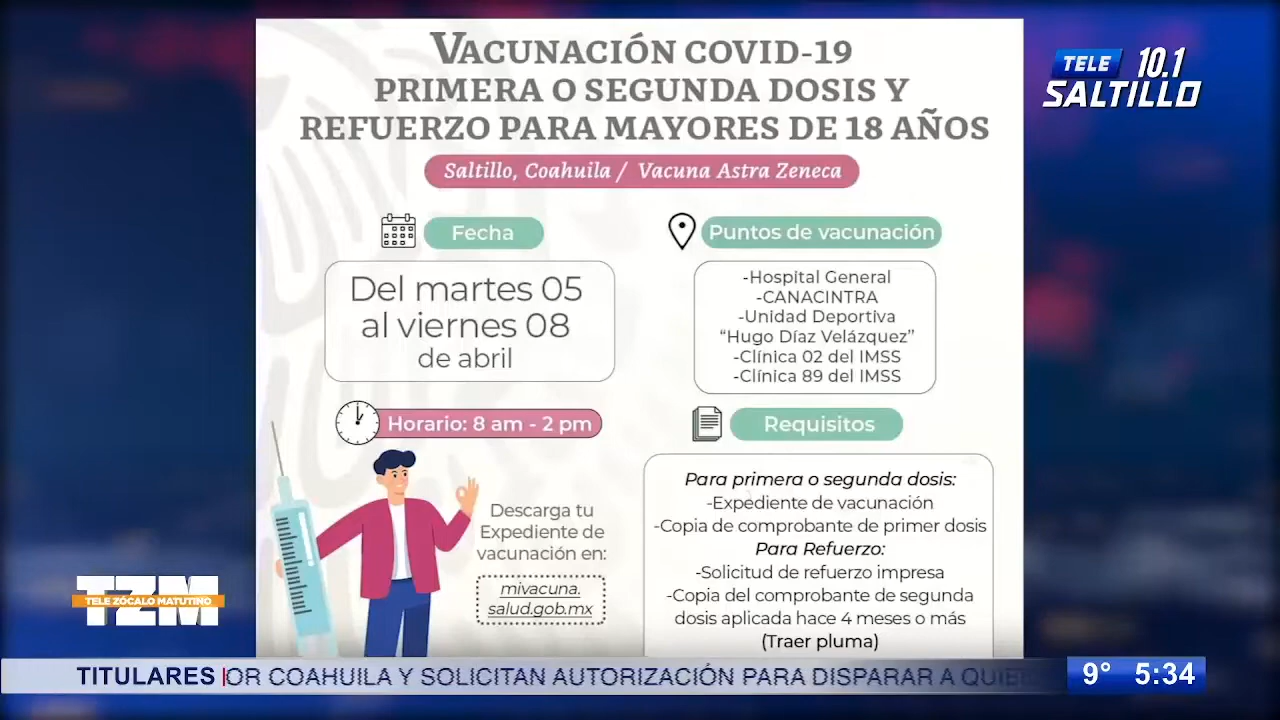 VACUNACIÓN COVID-19
PRIMERA O SEGUNDA DOSIS Y
REFUERZO PARA MAYORES DE 18 AÑOS
Saltillo, Coahuila / Vacuna Astra Zeneca
TELE 10.1
SALTILLO
Fecha
Del martes 05
al viernes 08
de abril
Horario: 8 am - 2 pm
Descarga tu
Expediente de
vacunación en:
mivacuna.
salud.gob.mx
Puntos de vacunación
-Hospital General
-CANACINTRA
-Unidad Deportiva
“Hugo Díaz Velázquez”
-Clínica 02 del IMSS
-Clínica 89 del IMSS
Requisitos
Para primera o segunda dosis:
-Expediente de vacunación
-Copia de comprobante de primer dosis
Para Refuerzo:
-Solicitud de refuerzo impresa
-Copia del comprobante de segunda
dosis aplicada hace 4 meses o más
(Traer pluma)
TZM
TELE ZÓCALO MATUTINO
TITULARES OR COAHUILA Y SOLICITAN AUTORIZACIÓN PARA DISPARAR A QUIE
9° 5:34